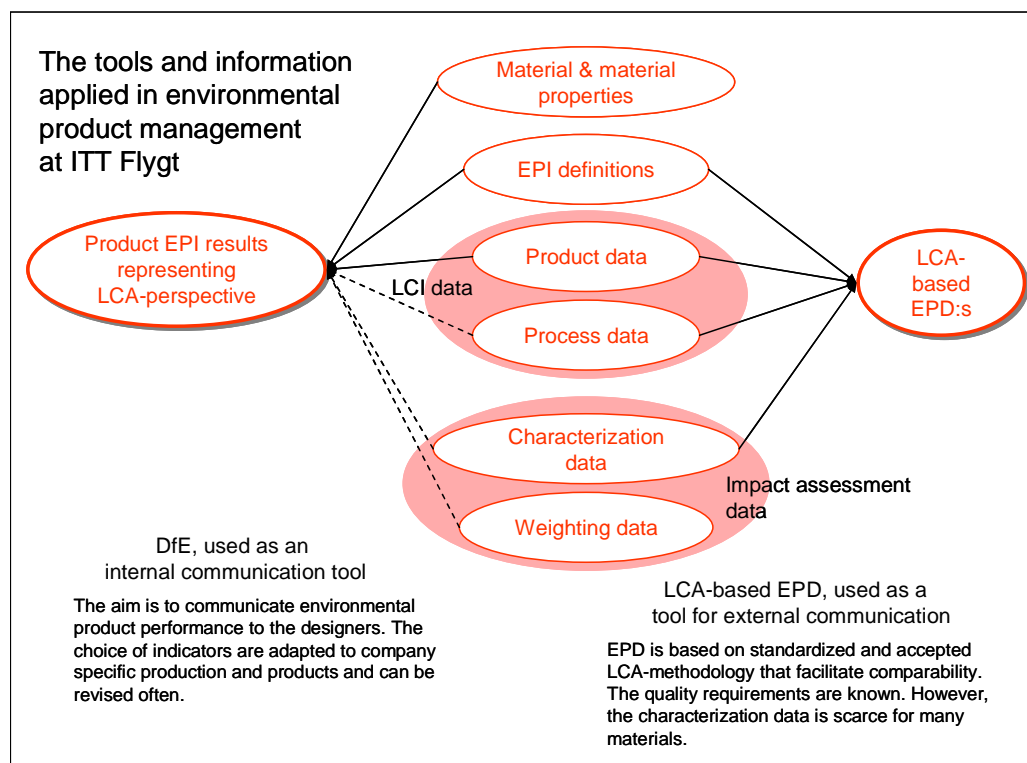 The tools and information
applied in environmental
product management
at ITT Flygt
Material & material
properties
EPI definitions
Product EPI results
representing
LCA-perspective
Product data
LCI data
Process data
LCA-
based
EPD:s
Characterization
data
Impact assessment
data
Weighting data
DfE, used as an
internal communication tool
The aim is to communicate environmental
product performance to the designers. The
choice of indicators are adapted to company
specific production and products and can be
revised often.
LCA-based EPD, used as a
tool for external communication
EPD is based on standardized and accepted
LCA-methodology that facilitate comparability.
The quality requirements are known. However,
the characterization data is scarce for many
materials.